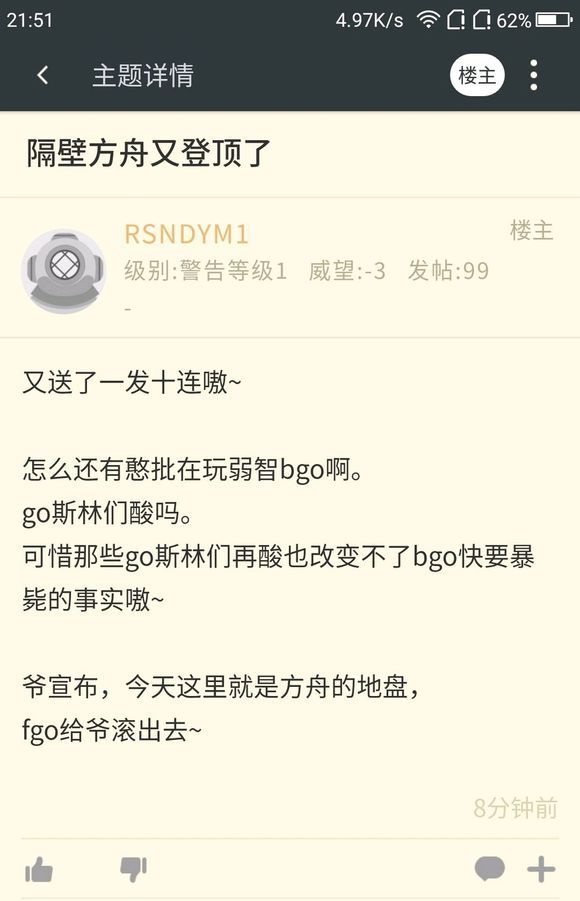 21:51 4.97K/s 62%
主题详情 楼主
隔壁方舟又登顶了
RSNDYM1 楼主
级别:警告等级1 威望:-3 发帖:99
-
又送了一发十连嗷~
怎么还有憨批在玩弱智bgo啊。
go斯林们酸吗。
可惜那些go斯林们再酸也改变不了bgo快要暴
毙的事实嗷~
爷宣布，今天这里就是方舟的地盘，
fgo给爷滚出去~
8分钟前